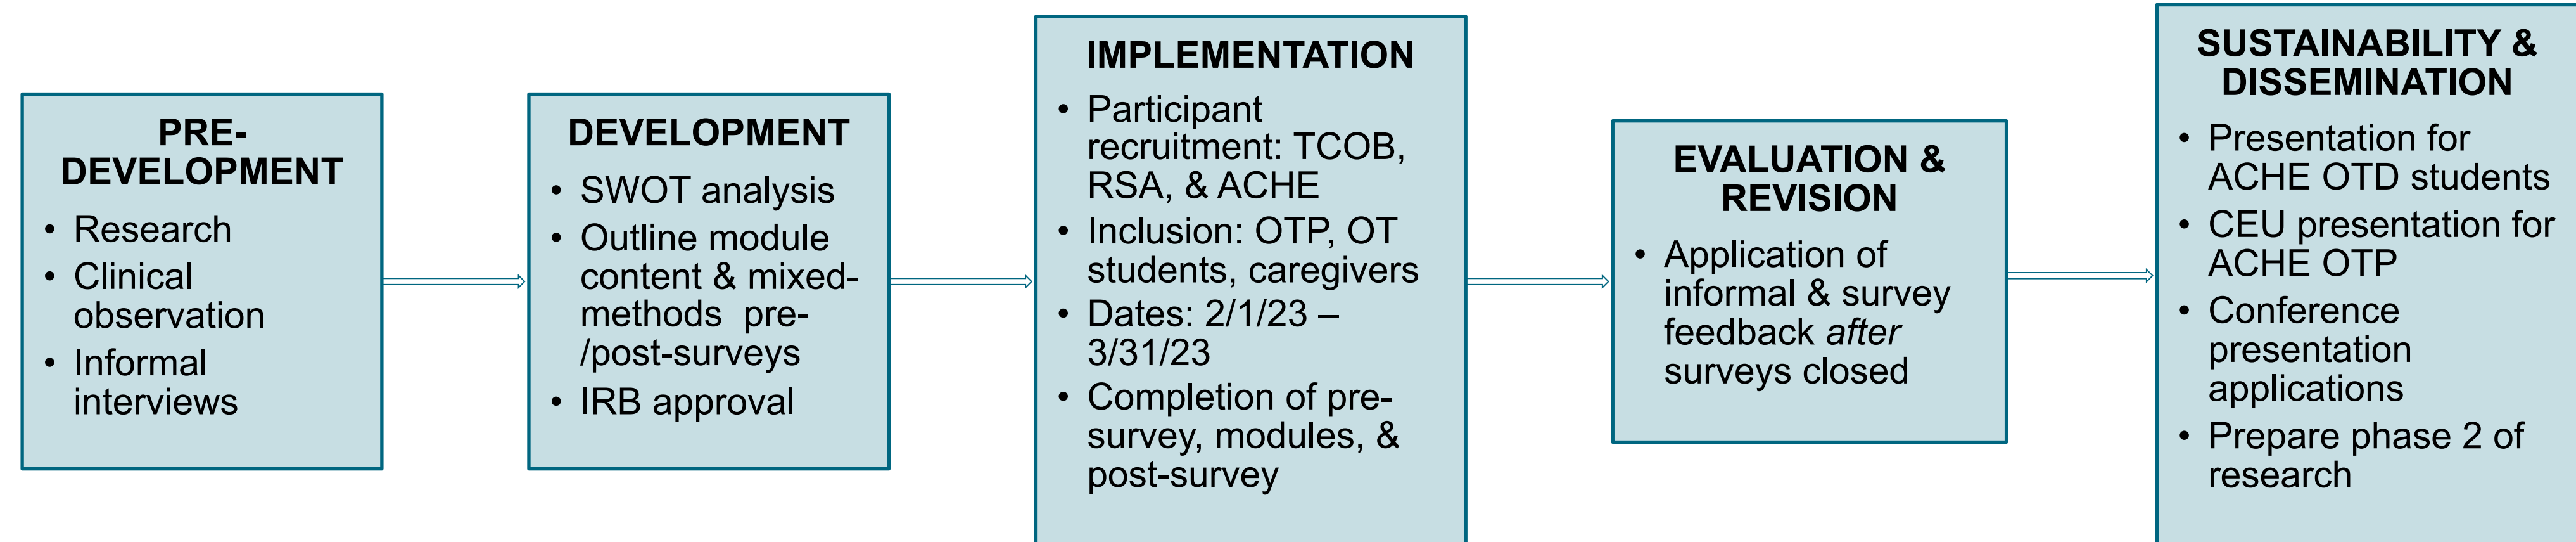 PRE-
DEVELOPMENT
• Research
• Clinical
observation
• Informal
interviews
DEVELOPMENT
• SWOT analysis
• Outline module
content & mixed-
methods  pre-
/post-surveys
• IRB approval
IMPLEMENTATION
• Participant
recruitment: TCOB,
RSA, & ACHE
• Inclusion: OTP, OT
students, caregivers
• Dates: 2/1/23 –
3/31/23
• Completion of pre-
survey, modules, &
post-survey
EVALUATION &
REVISION
• Application of
informal & survey
feedback after
surveys closed
SUSTAINABILITY &
DISSEMINATION
• Presentation for
ACHE OTD students
• CEU presentation for
ACHE OTP
• Conference
presentation
applications
• Prepare phase 2 of
research